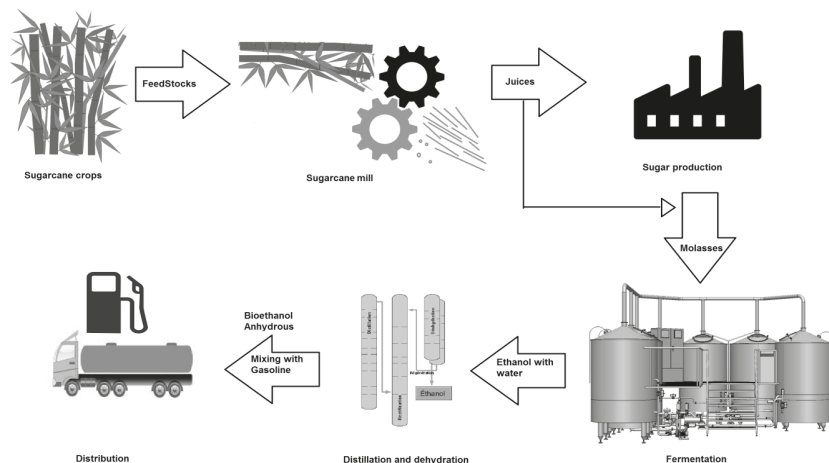 FeedStocks
Juices
Sugarcane crops
Sugarcane mill
Sugar production
Molasses
Bioethanol
Anhydrous
Mixing with
Gasoline
Distillation
Ethanol
Ethanol with
water
Distribution
Distillation and dehydration
Fermentation